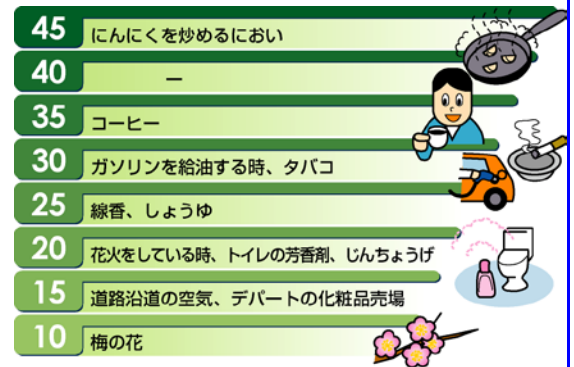 45 にんにくを炒めるにおい
40 ー
35 コーヒー
30 ガソリンを給油する時、タバコ
25 線香、しょうゆ
20 花火をしている時、トイレの芳香剤、じんちょうげ
15 道路沿道の空気、デパートの化粧品売場
10 梅の花